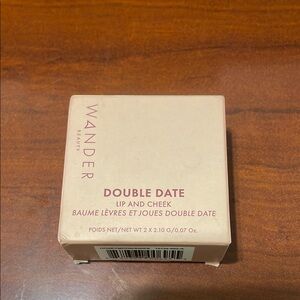 WANDER
BEAUTY
DOUBLE DATE
LIP AND CHEEK
BAUME LÈVRES ET JOUES DOUBLE DATE
POIDS NET/NET WT 2 X 2.10 G/0.07 Oz.